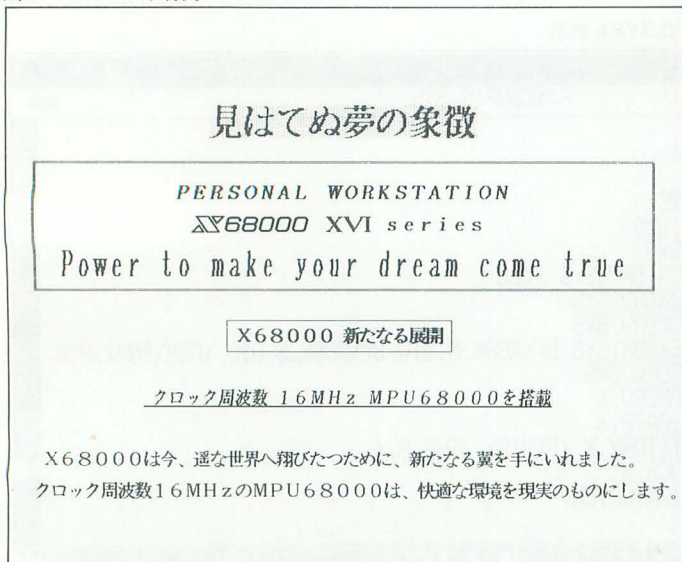 見はてぬ夢の象徴
PERSONAL WORKSTATION
X68000 XVI series
Power to make your dream come true
X68000 新たなる展開
クロック周波数 16MHz MPU68000を搭載
X68000は今、遥な世界へ翔びたつために、新たなる翼を手にいれました。
クロック周波数16MHzのMPU68000は、快適な環境を現実のものにします。